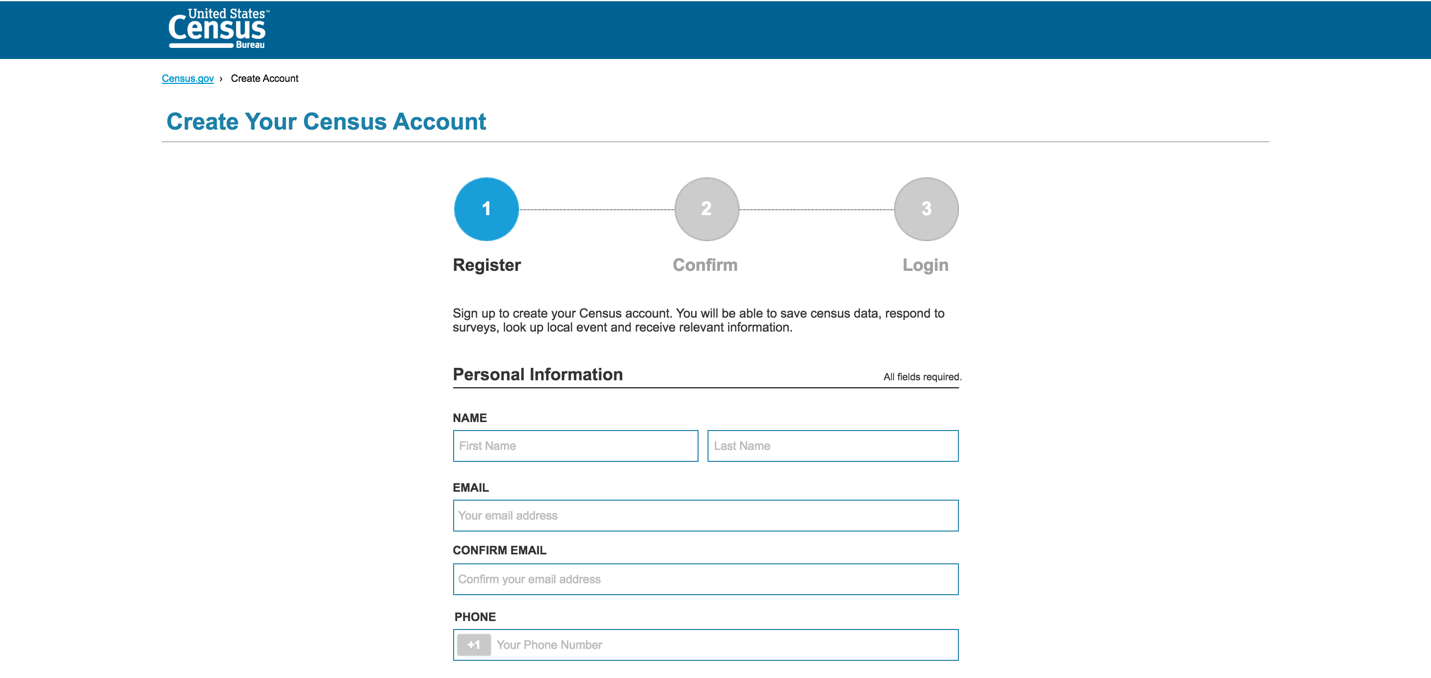 United States™
Census
Bureau
Census.gov › Create Account
Create Your Census Account
1 2 3
Register Confirm Login
Sign up to create your Census account. You will be able to save census data, respond to
surveys, look up local event and receive relevant information.
Personal Information All fields required.
NAME
First Name Last Name
EMAIL
Your email address
CONFIRM EMAIL
Confirm your email address
PHONE
+1 Your Phone Number